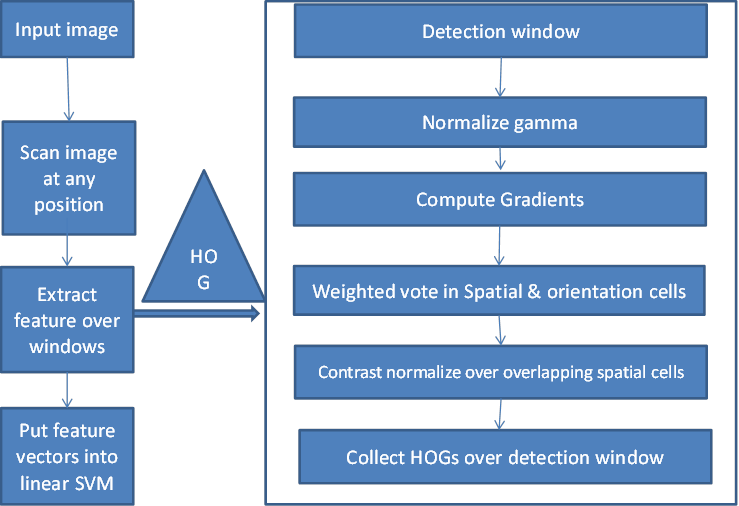 Input image
Scan image
at any
position
Extract
feature over
windows
Put feature
vectors into
linear SVM
HO
G
Detection window
Normalize gamma
Compute Gradients
Weighted vote in Spatial & orientation cells
Contrast normalize over overlapping spatial cells
Collect HOGs over detection window